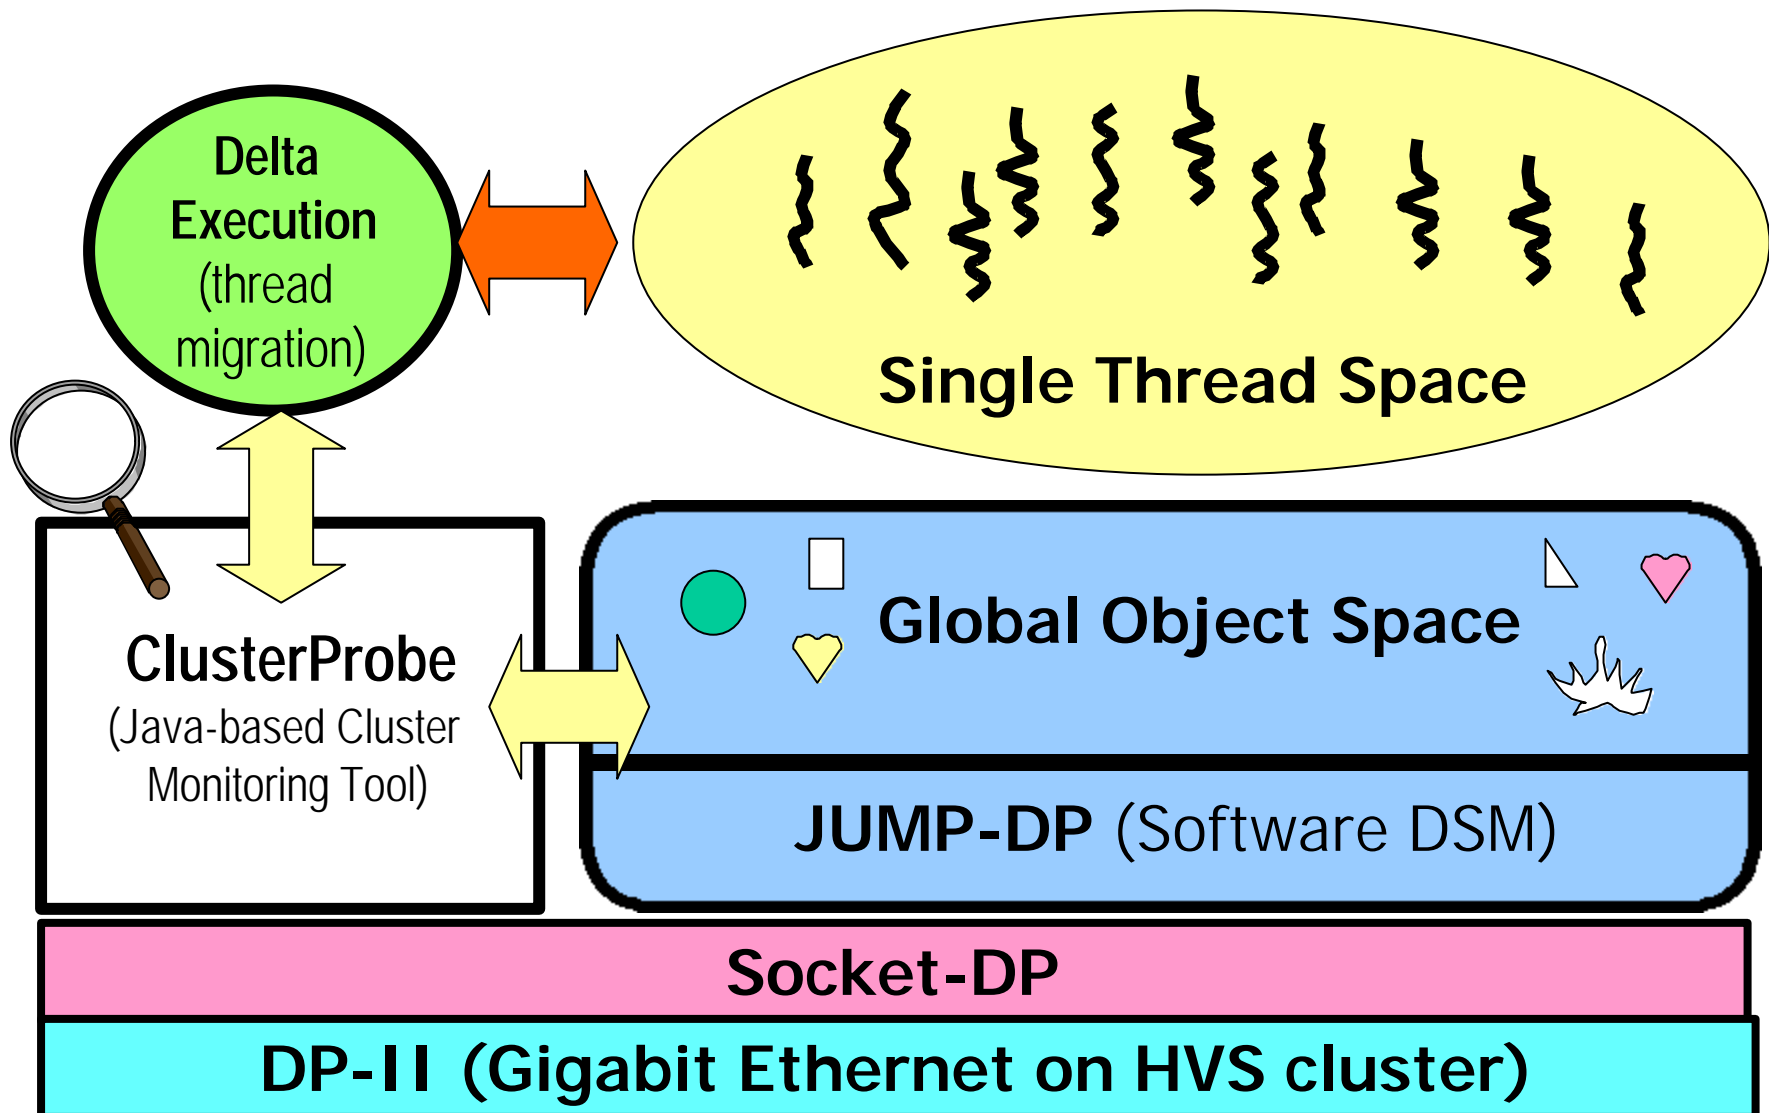 Delta
Execution
(thread
migration)
Single Thread Space
ClusterProbe
(Java-based Cluster
Monitoring Tool)
Global Object Space
JUMP-DP (Software DSM)
Socket-DP
DP-II (Gigabit Ethernet on HVS cluster)